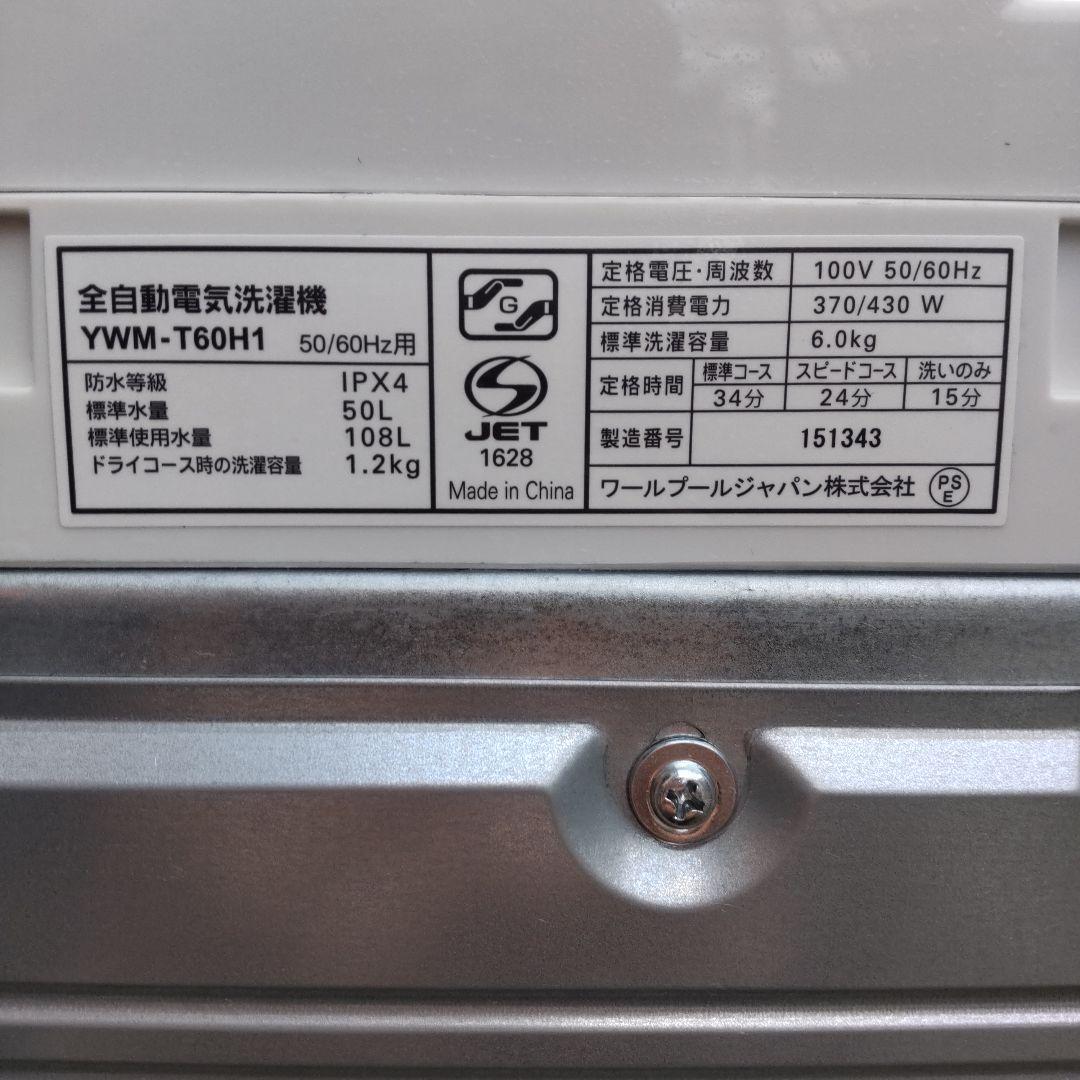 全自動電気洗濯機
YWM-T60H1 50/60Hz用
防水等級 IPX4
標準水量 50L
標準使用水量 108L
ドライコース時の洗濯容量 1.2kg
G
S
JET
1628
Made in China
定格電圧・周波数 100V 50/60Hz
定格消費電力 370/430 W
標準洗濯容量 6.0kg
定格時間 標準コース スピードコース 洗いのみ
34分 24分 15分
製造番号 151343
ワールプールジャパン株式会社 PSE